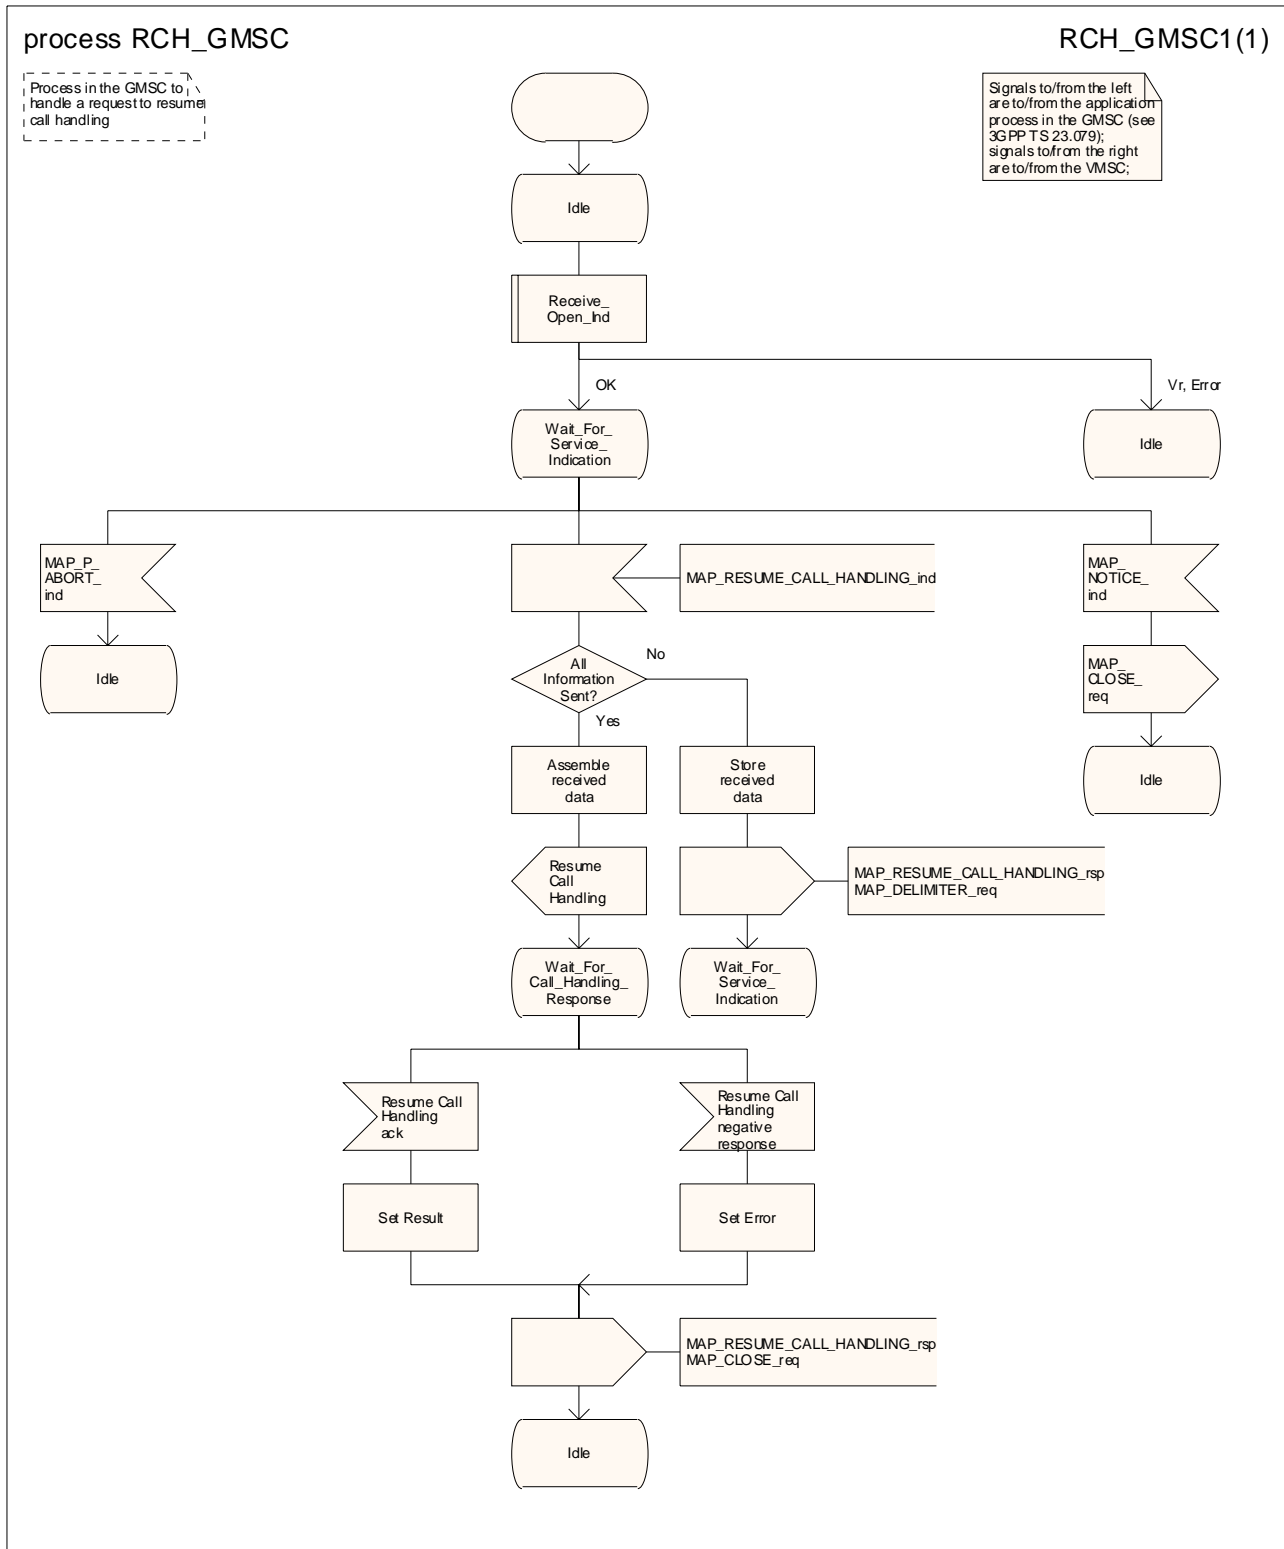 process RCH_GMSC
RCH_GMSC1(1)
Process in the GMSC to
handle a request to resume
call handling
Signals to/from the left
are to/from the application
process in the GMSC (see
3GPP TS 23.079);
signals to/from the right
are to/from the VMSC;
Idle
Receive_
Open_Ind
OK
Vr, Error
Wait_For_
Service_
Indication
Idle
MAP_P_
ABORT_
ind
MAP_RESUME_CALL_HANDLING_ind
MAP_
NOTICE_
ind
Idle
All
Information
Sent?
No
Yes
MAP_
CLOSE_
req
Assemble
received
data
Store
received
data
Idle
Resume
Call
Handling
MAP_RESUME_CALL_HANDLING_rsp
MAP_DELIMITER_req
Wait_For_
Call_Handling_
Response
Wait_For_
Service_
Indication
Resume Call
Handling
ack
Resume Call
Handling
negative
response
Set Result
Set Error
MAP_RESUME_CALL_HANDLING_rsp
MAP_CLOSE_req
Idle